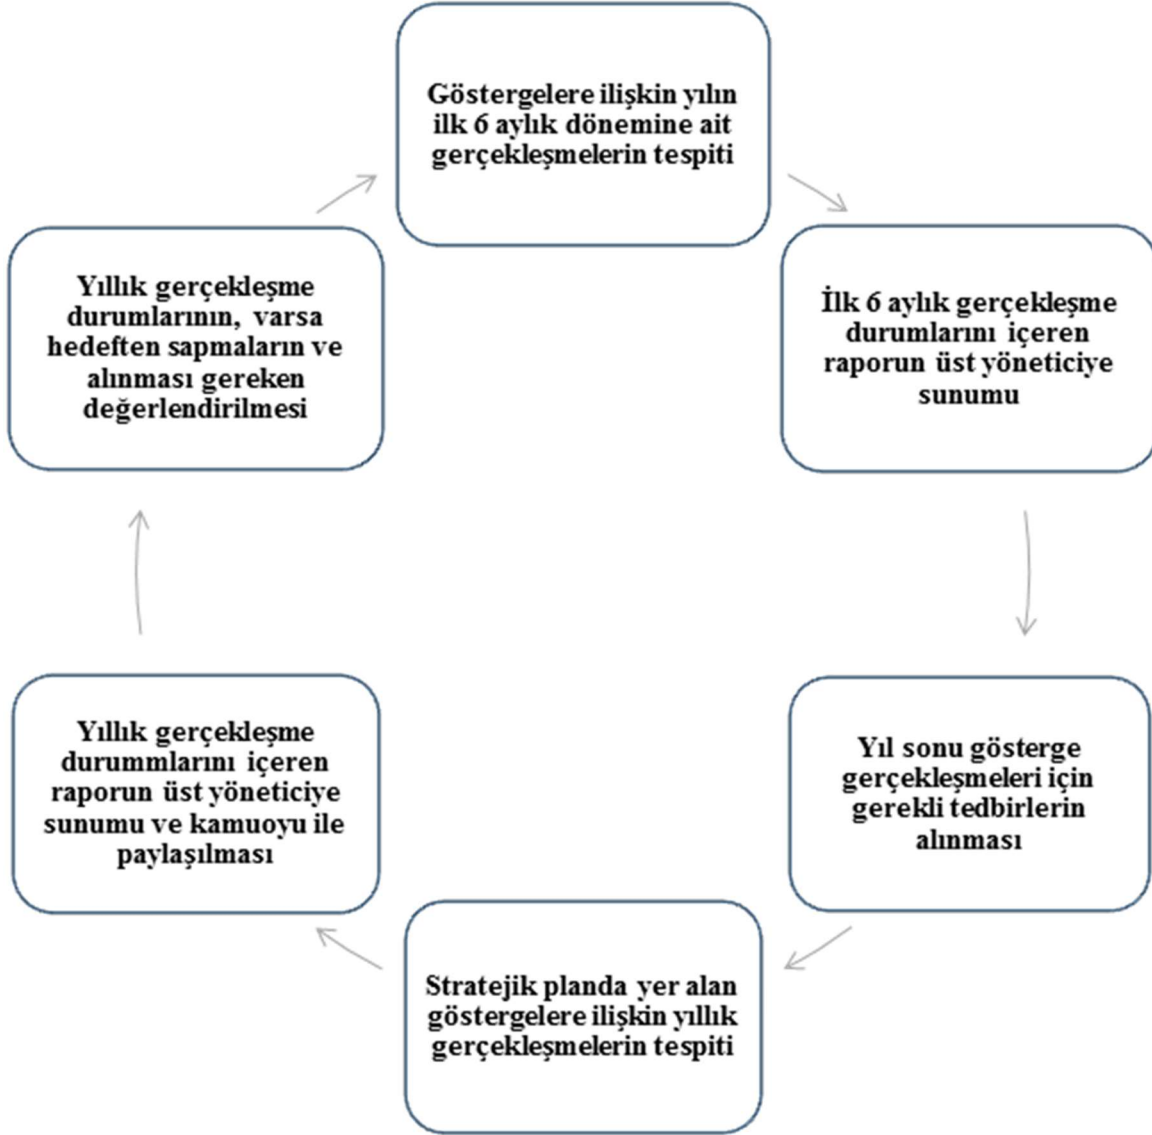 Göstergelere ilişkin yılın
ilk 6 aylık dönemine ait
gerçekleşmelerin tespiti
İlk 6 aylık gerçekleşme
durumlarını içeren
raporun üst yöneticiye
sunumu
Yıl sonu gösterge
gerçekleşmeleri için
gerekli tedbirlerin
alınması
Stratejik planda yer alan
göstergelere ilişkin yıllık
gerçekleşmelerin tespiti
Yıllık gerçekleşme
durummlarını içeren
raporun üst yöneticiye
sunumu ve kamuoyu ile
paylaşılması
Yıllık gerçekleşme
durumlarının, varsa
hedeften sapmaların ve
alınması gereken
değerlendirilmesi